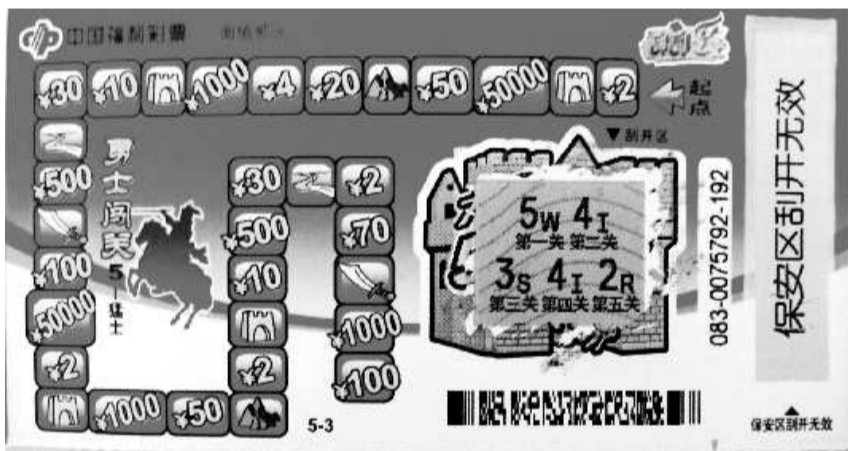 中国福利彩票
刮刮乐
¥30 ¥10 ¥1000 ¥4 ¥20 ¥50 ¥50000 ¥2 起点
▼刮开区
¥500
¥100
¥50000
¥2
¥1000 ¥50
勇士闯关
5—猛士
¥30 ¥2
¥500 ¥70
¥10
¥1000
¥2 ¥100
5-3
5W 4I
第一关 第二关
3S 4I 2R
第三关 第四关 第五关
083-0075792-192
保安区刮开无效
保安区刮开无效